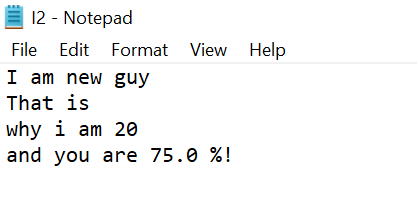 I2 - Notepad
File Edit Format View Help
I am new guy
That is
why i am 20
and you are 75.0 %!